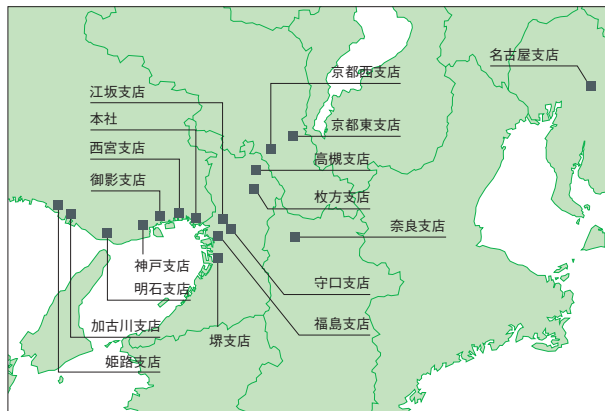 名古屋支店
京都西支店
江坂支店
本社
京都東支店
高槻支店
西宮支店
御影支店
枚方支店
奈良支店
神戸支店
守口支店
明石支店
加古川支店
福島支店
堺支店
姫路支店